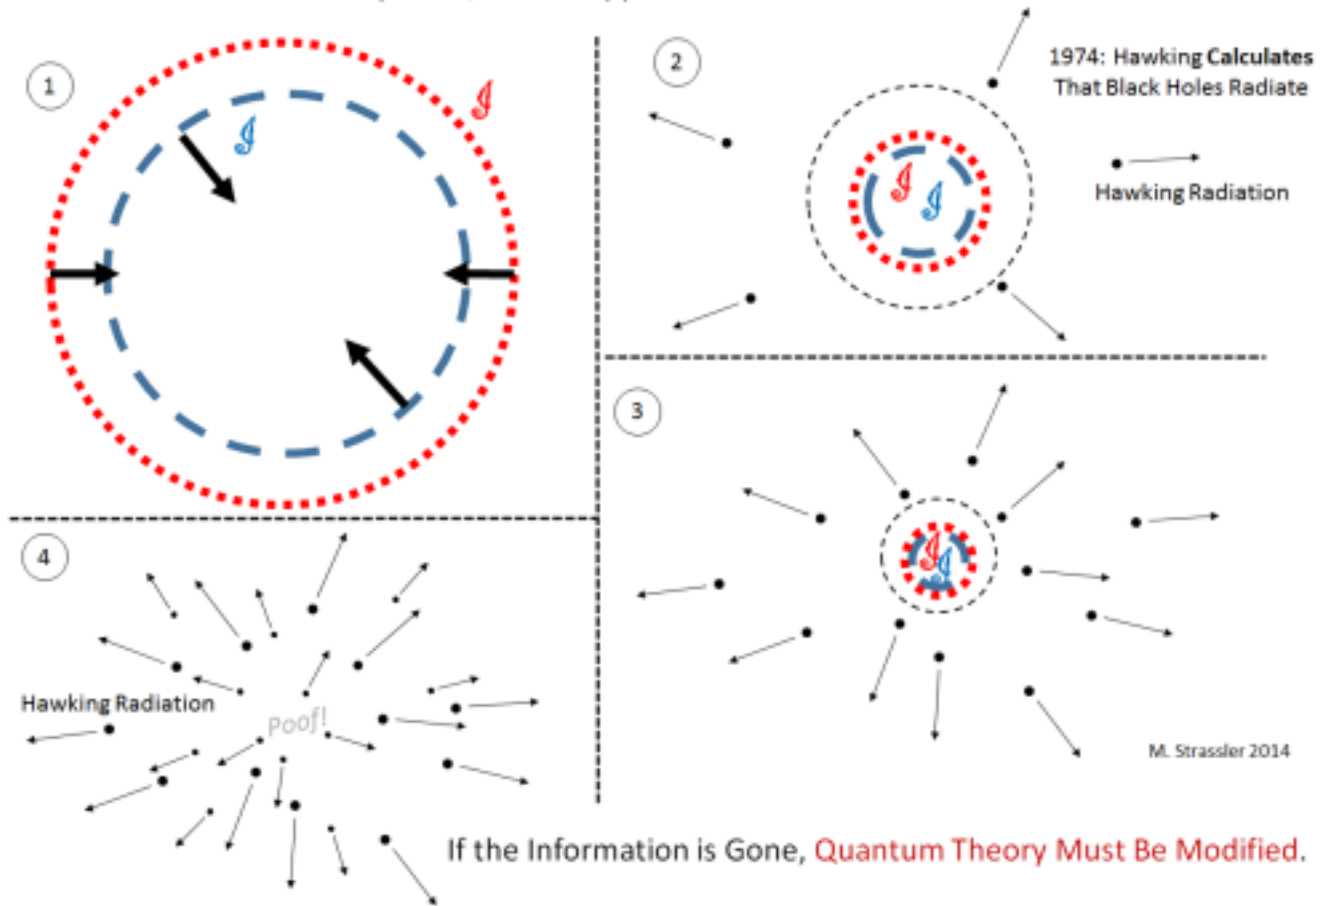 1
ℐ
ℐ
2
1974: Hawking Calculates
That Black Holes Radiate
ℐ
ℐ
Hawking Radiation
3
ℐ
ℐ
4
Hawking Radiation
Poof!
M. Strassler 2014
If the Information is Gone, Quantum Theory Must Be Modified.